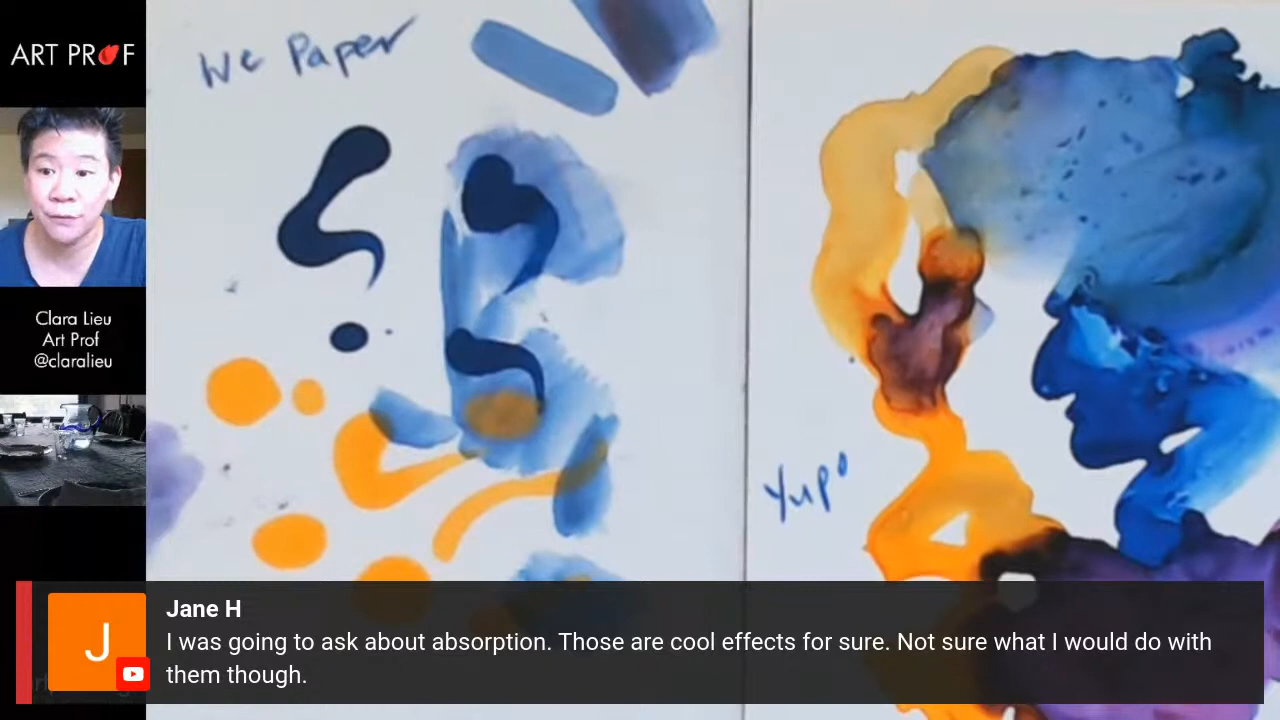 ART PROF
Clara Lieu
Art Prof
@claralieu
WC Paper
Yupo
J
Jane H
I was going to ask about absorption. Those are cool effects for sure. Not sure what I would do with
them though.